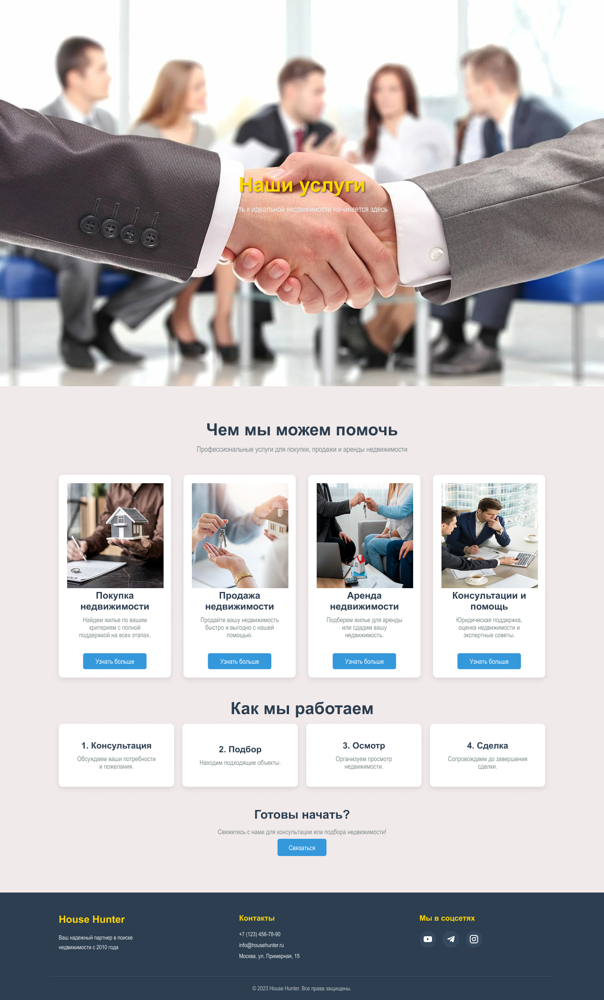 Наши услуги
путь к идеальной недвижимости начинается здесь
Чем мы можем помочь
Профессиональные услуги для покупки, продажи и аренды недвижимости
Покупка
недвижимости
Найдем жилье по вашим
критериям с полной
поддержкой на всех этапах.
Узнать больше
Продажа
недвижимости
Продайте вашу недвижимость
быстро и выгодно с нашей
помощью.
Узнать больше
Аренда
недвижимости
Подберем жилье для аренды
или сдадим вашу
недвижимость.
Узнать больше
Консультации и
помощь
Юридическая поддержка,
оценка недвижимости и
экспертные советы.
Узнать больше
Как мы работаем
1. Консультация
Обсуждаем ваши потребности
и пожелания.
2. Подбор
Находим подходящие объекты.
3. Осмотр
Организуем просмотр
недвижимости.
4. Сделка
Сопровождаем до завершения
сделки.
Готовы начать?
Свяжитесь с нами для консультации или подбора недвижимости!
Связаться
House Hunter
Ваш надежный партнер в поиске
недвижимости с 2010 года
Контакты
+7 (123) 456-78-90
info@househunter.ru
Москва, ул. Примерная, 15
Мы в соцсетях
© 2023 House Hunter. Все права защищены.